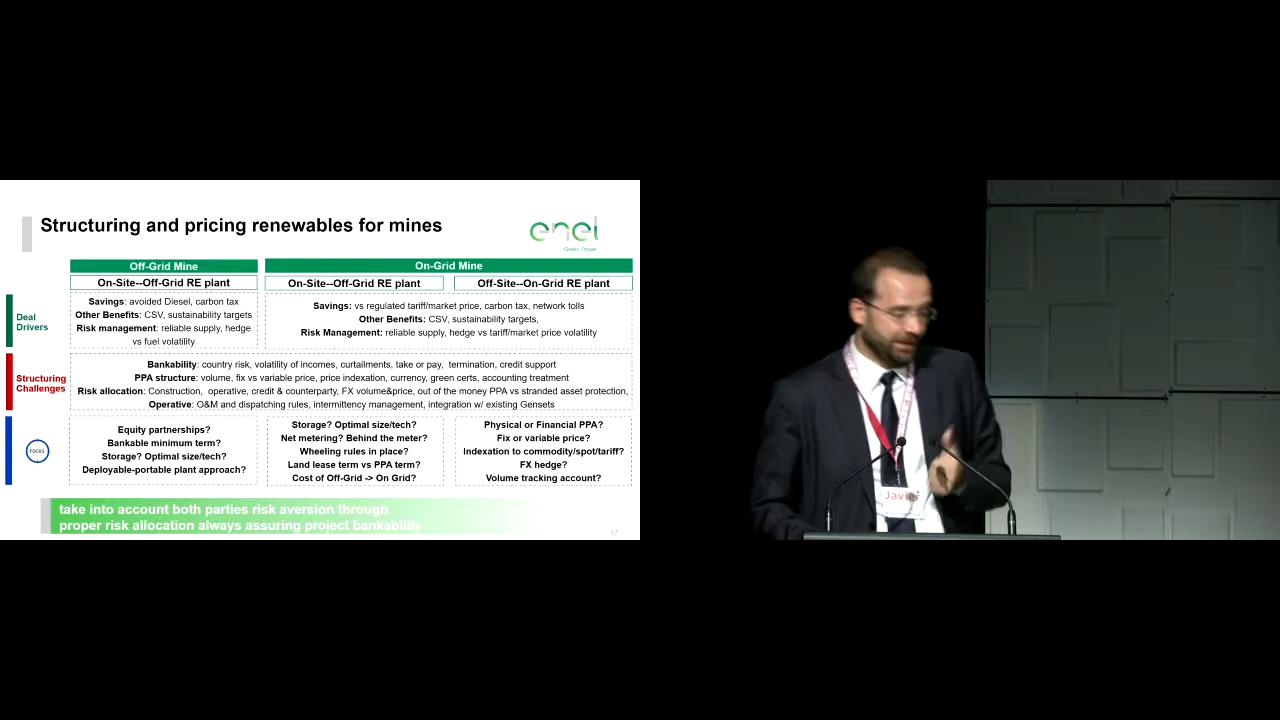 Structuring and pricing renewables for mines
enel
Green Power
Off-Grid Mine
On-Grid Mine
On-Site--Off-Grid RE plant
On-Site--Off-Grid RE plant
Off-Site--On-Grid RE plant
Deal
Drivers
Savings: avoided Diesel, carbon tax
Other Benefits: CSV, sustainability targets
Risk management: reliable supply, hedge
vs fuel volatility
Savings: vs regulated tariff/market price, carbon tax, network tolls
Other Benefits: CSV, sustainability targets,
Risk Management: reliable supply, hedge vs tariff/market price volatility
Structuring
Challenges
Bankability: country risk, volatility of incomes, curtailments, take or pay, termination, credit support
PPA structure: volume, fix vs variable price, price indexation, currency, green certs, accounting treatment
Risk allocation: Construction, operative, credit & counterparty, FX volume&price, out of the money PPA vs stranded asset protection,
Operative: O&M and dispatching rules, intermittency management, integration w/ existing Gensets
FOCUS
Equity partnerships?
Bankable minimum term?
Storage? Optimal size/tech?
Deployable-portable plant approach?
Storage? Optimal size/tech?
Net metering? Behind the meter?
Wheeling rules in place?
Land lease term vs PPA term?
Cost of Off-Grid -> On Grid?
Physical or Financial PPA?
Fix or variable price?
Indexation to commodity/spot/tariff?
FX hedge?
Volume tracking account?
take into account both parties risk aversion through
proper risk allocation always assuring project bankability
17
Javier